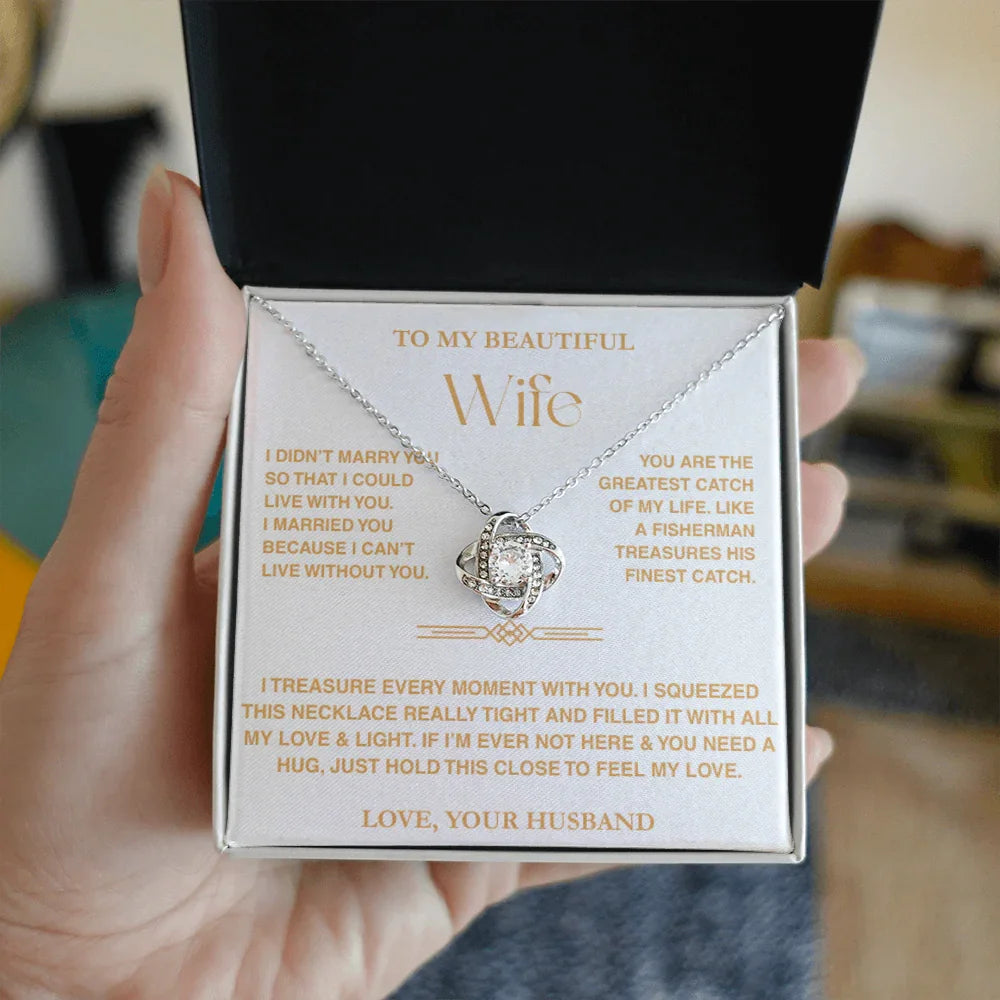 TO MY BEAUTIFUL
Wife
I DIDN'T MARRY YOU
SO THAT I COULD
LIVE WITH YOU.
I MARRIED YOU
BECAUSE I CAN'T
LIVE WITHOUT YOU.
YOU ARE THE
GREATEST CATCH
OF MY LIFE. LIKE
A FISHERMAN
TREASURES HIS
FINEST CATCH.
I TREASURE EVERY MOMENT WITH YOU. I SQUEEZED
THIS NECKLACE REALLY TIGHT AND FILLED IT WITH ALL
MY LOVE & LIGHT. IF I'M EVER NOT HERE & YOU NEED A
HUG, JUST HOLD THIS CLOSE TO FEEL MY LOVE.
LOVE, YOUR HUSBAND